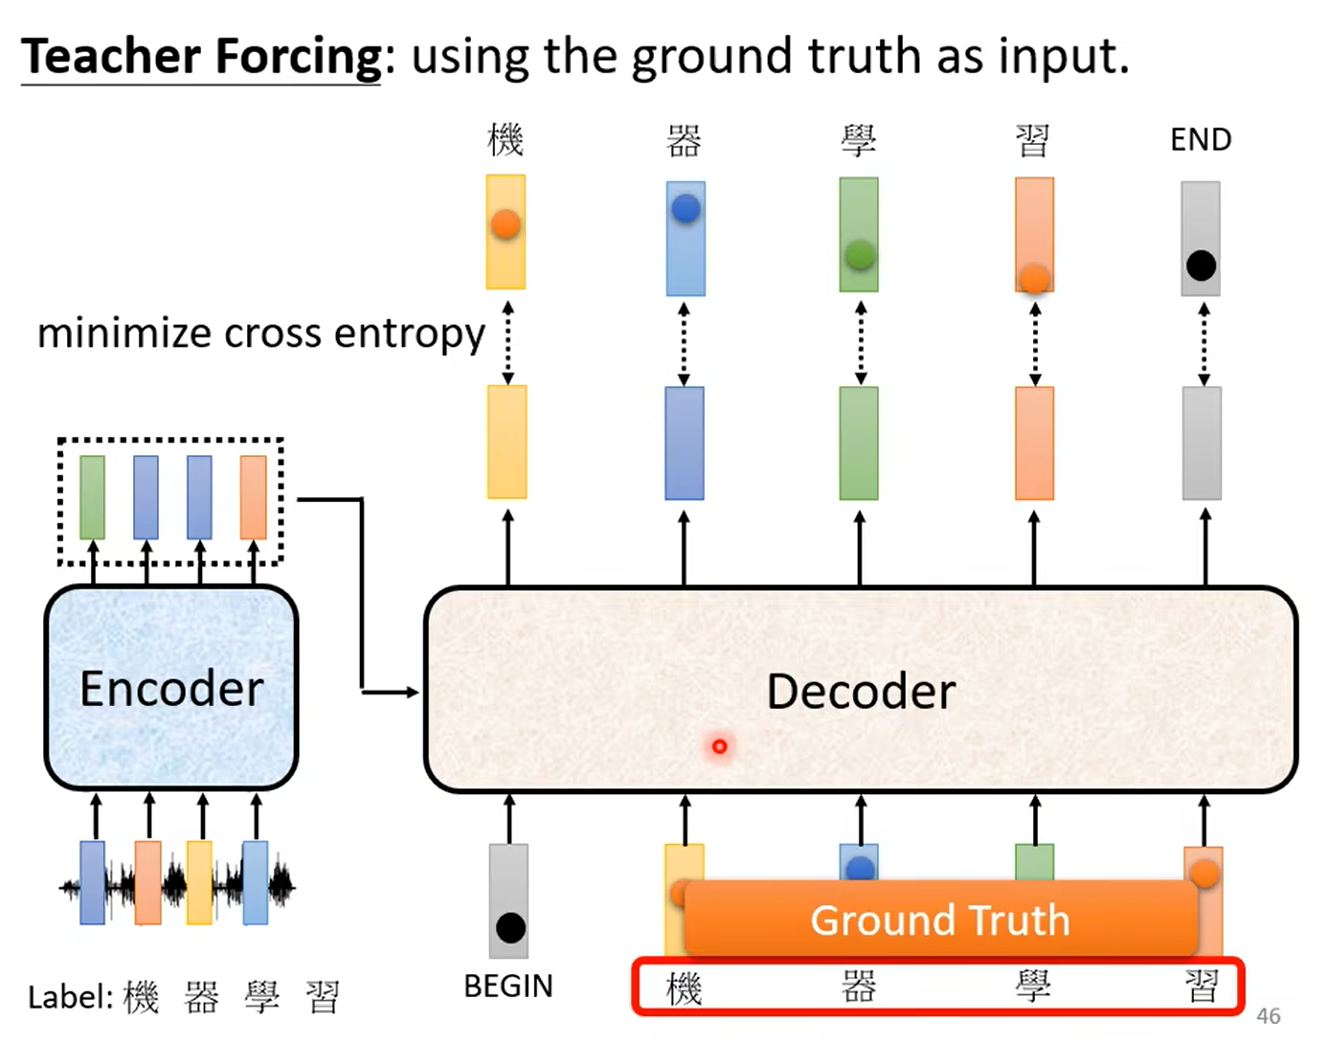 Teacher Forcing: using the ground truth as input.
機 器 學 習 END
minimize cross entropy
Encoder
Decoder
Ground Truth
BEGIN 機 器 學 習
Label: 機 器 學 習
46